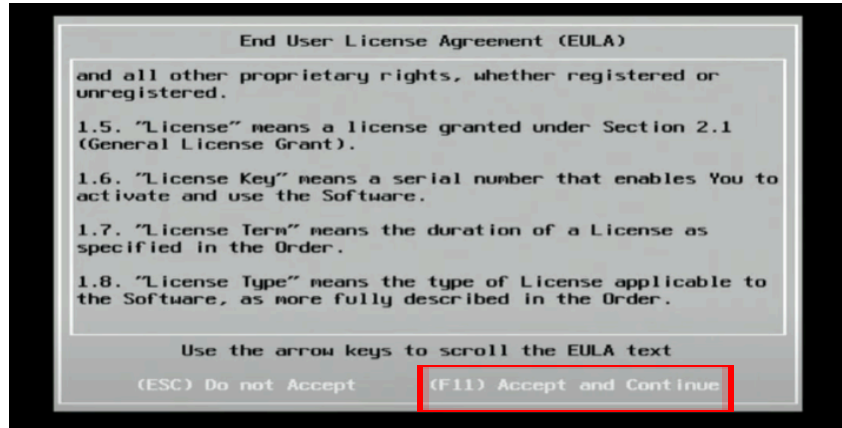 End User License Agreement (EULA)
and all other proprietary rights, whether registered or
unregistered.
1.5. "License" means a license granted under Section 2.1
(General License Grant).
1.6. "License Key" means a serial number that enables You to
activate and use the Software.
1.7. "License Term" means the duration of a License as
specified in the Order.
1.8. "License Type" means the type of License applicable to
the Software, as more fully described in the Order.
Use the arrow keys to scroll the EULA text
(ESC) Do not Accept (F11) Accept and Continue